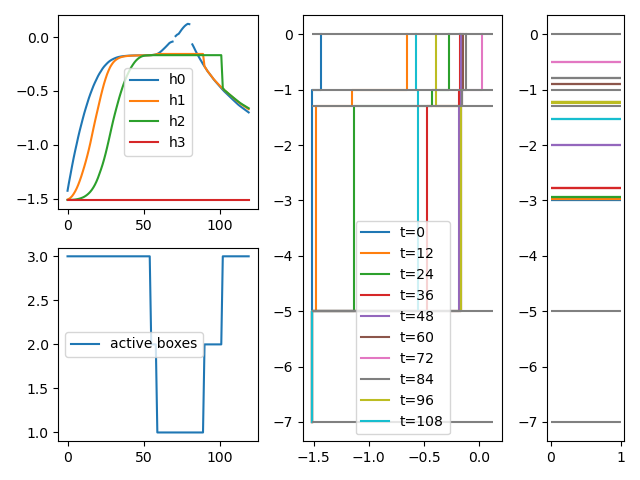 0.0
−0.5
−1.0
−1.5
h0
h1
h2
h3
0 50 100
3.0
2.5
2.0
1.5
1.0
active boxes
0 50 100
0
−1
−2
−3
−4
−5
−6
−7
t=0
t=12
t=24
t=36
t=48
t=60
t=72
t=84
t=96
t=108
−1.5 −1.0 −0.5 0.0
0
−1
−2
−3
−4
−5
−6
−7
0 1